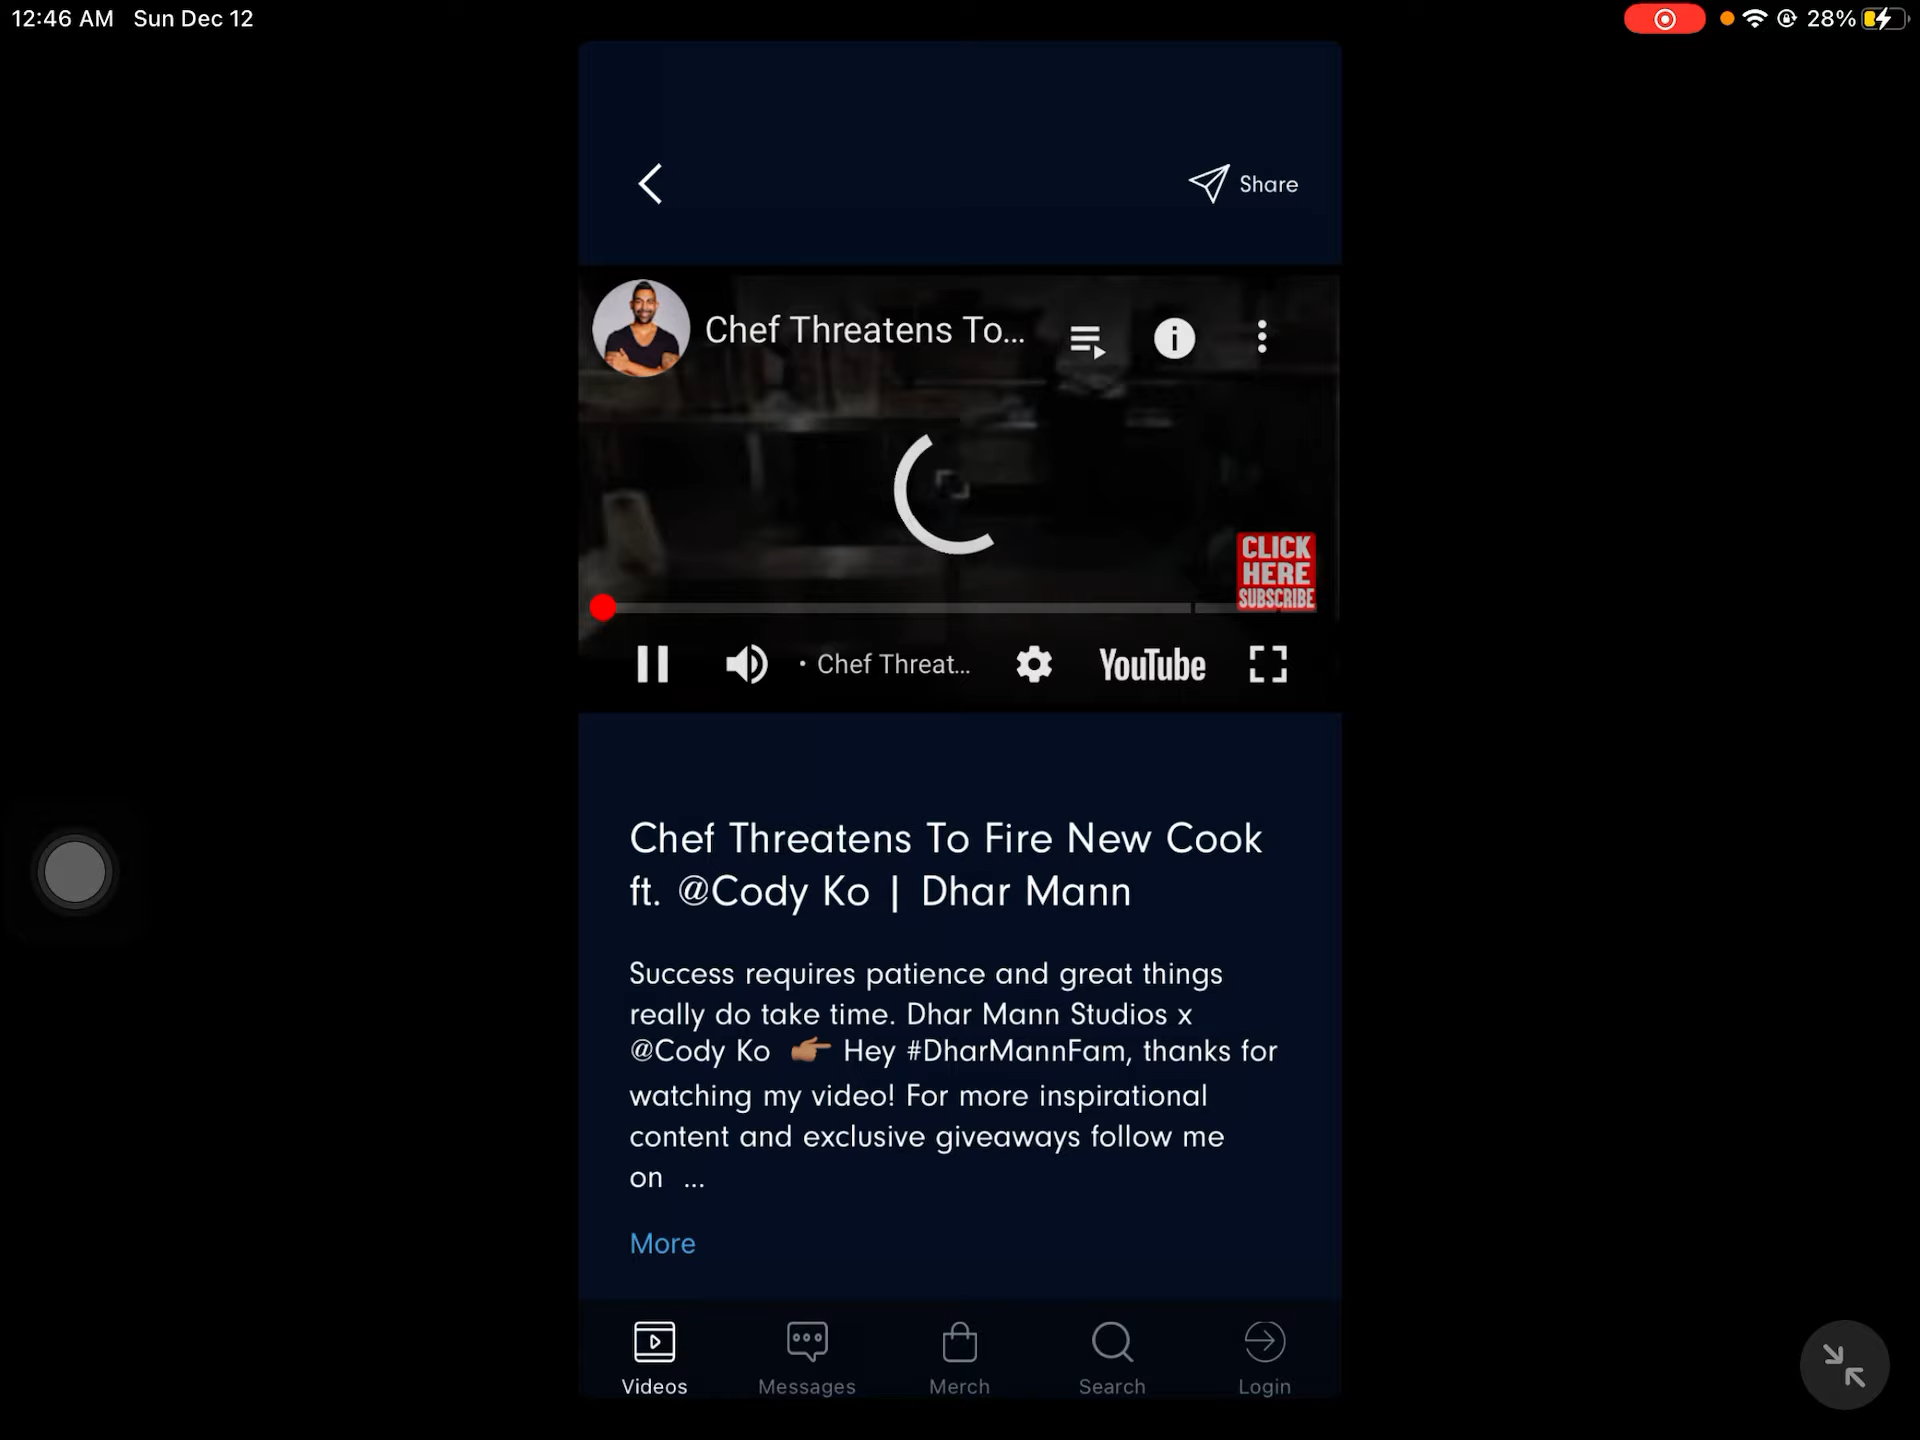 12:46 AM Sun Dec 12
28%
Share
Chef Threatens To...
CLICK
HERE
SUBSCRIBE
• Chef Threat...
YouTube
Chef Threatens To Fire New Cook
ft. @Cody Ko | Dhar Mann
Success requires patience and great things
really do take time. Dhar Mann Studios x
@Cody Ko 👉🏽 Hey #DharMannFam, thanks for
watching my video! For more inspirational
content and exclusive giveaways follow me
on ...
More
Videos Messages Merch Search Login